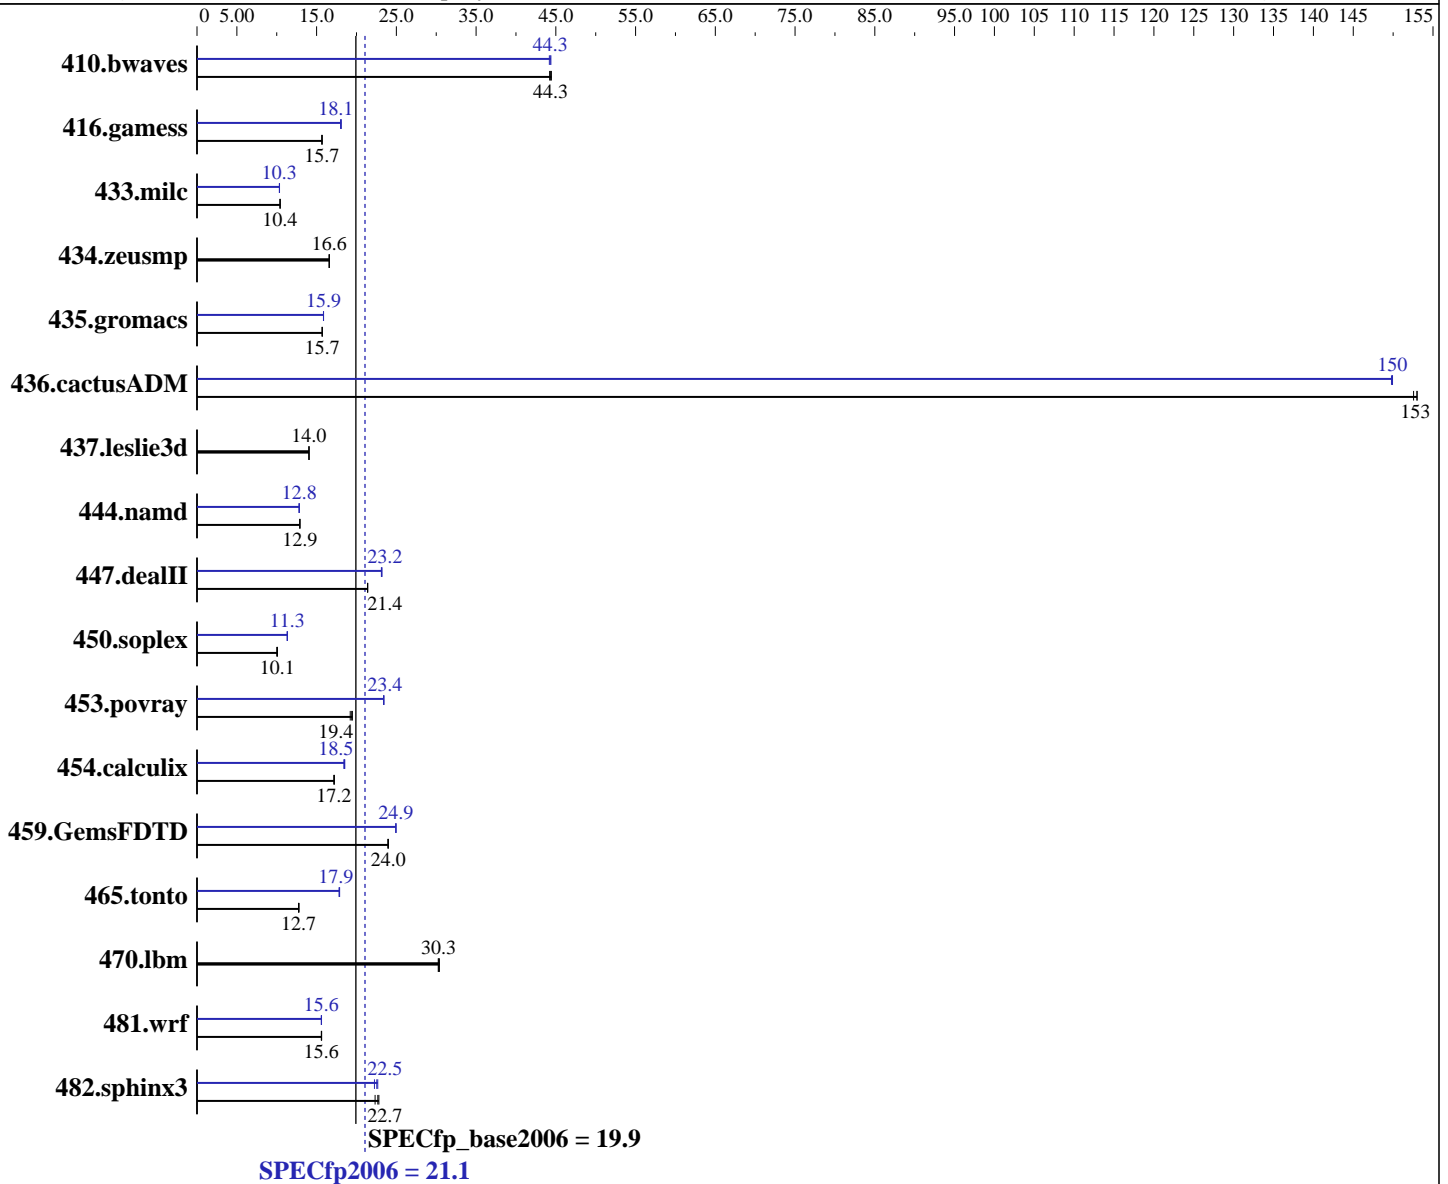 0 5.00 15.0 25.0 35.0 45.0 55.0 65.0 75.0 85.0 95.0 100 105 110 115 120 125 130 135 140 145 155
410.bwaves
44.3
44.3
416.gamess
18.1
15.7
433.milc
10.3
10.4
434.zeusmp
16.6
435.gromacs
15.9
15.7
436.cactusADM
150
153
437.leslie3d
14.0
444.namd
12.8
12.9
447.dealII
23.2
21.4
450.soplex
11.3
10.1
453.povray
23.4
19.4
454.calculix
18.5
17.2
459.GemsFDTD
24.9
24.0
465.tonto
17.9
12.7
470.lbm
30.3
481.wrf
15.6
15.6
482.sphinx3
22.5
22.7
SPECfp_base2006 = 19.9
SPECfp2006 = 21.1